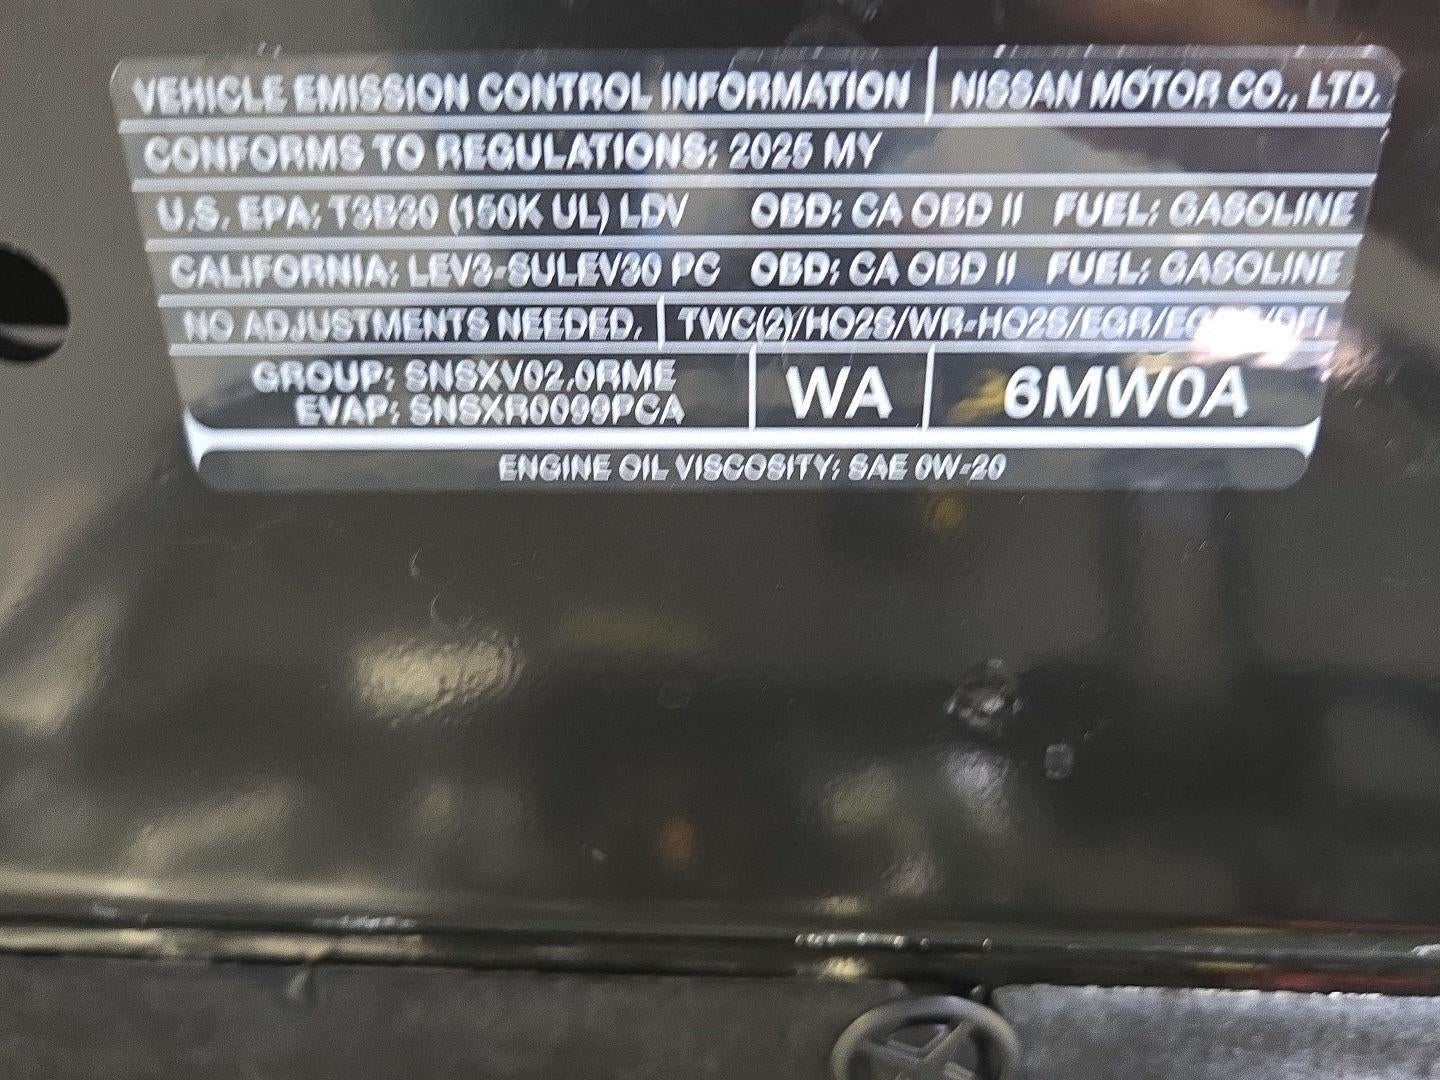 VEHICLE EMISSION CONTROL INFORMATION NISSAN MOTOR CO., LTD.
CONFORMS TO REGULATIONS: 2025 MY
U.S. EPA: T3B30 (150K UL) LDV OBD: CA OBD II FUEL: GASOLINE
CALIFORNIA: LEV3-SULEV30 PC OBD: CA OBD II FUEL: GASOLINE
NO ADJUSTMENTS NEEDED. TWC(2)/HO2S/WR-HO2S/EGR/
GROUP: SNSXV02.0RME
EVAP: SNSXR0099PCA
WA
6MW0A
ENGINE OIL VISCOSITY: SAE 0W-20